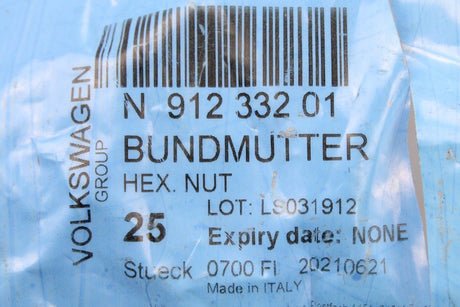 VOLKSWAGEN
GROUP
N 912 332 01
BUNDMUTTER
HEX. NUT
LOT: LS031912
25 Expiry date: NONE
Stueck 0700 FI 20210621
Made in ITALY